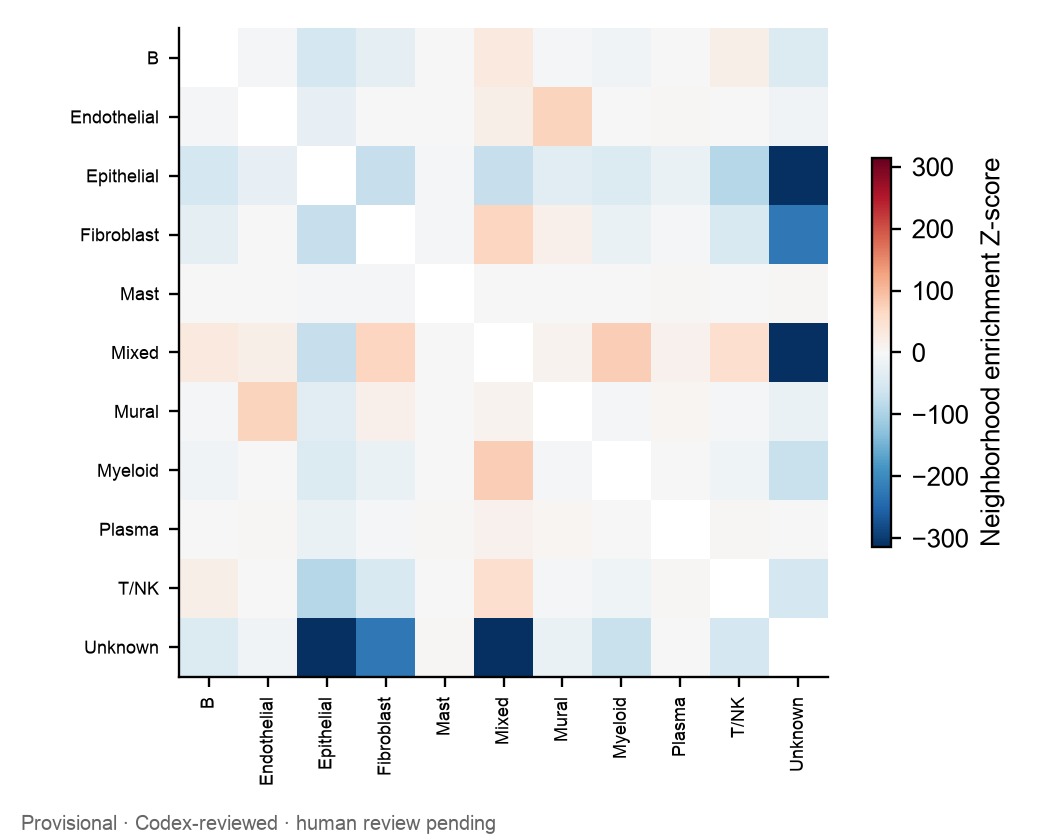 B
Endothelial
Epithelial
Fibroblast
Mast
Mixed
Mural
Myeloid
Plasma
T/NK
Unknown
B
Endothelial
Epithelial
Fibroblast
Mast
Mixed
Mural
Myeloid
Plasma
T/NK
Unknown
300
200
100
0
−100
−200
−300
Neighborhood enrichment Z-score
Provisional · Codex-reviewed · human review pending